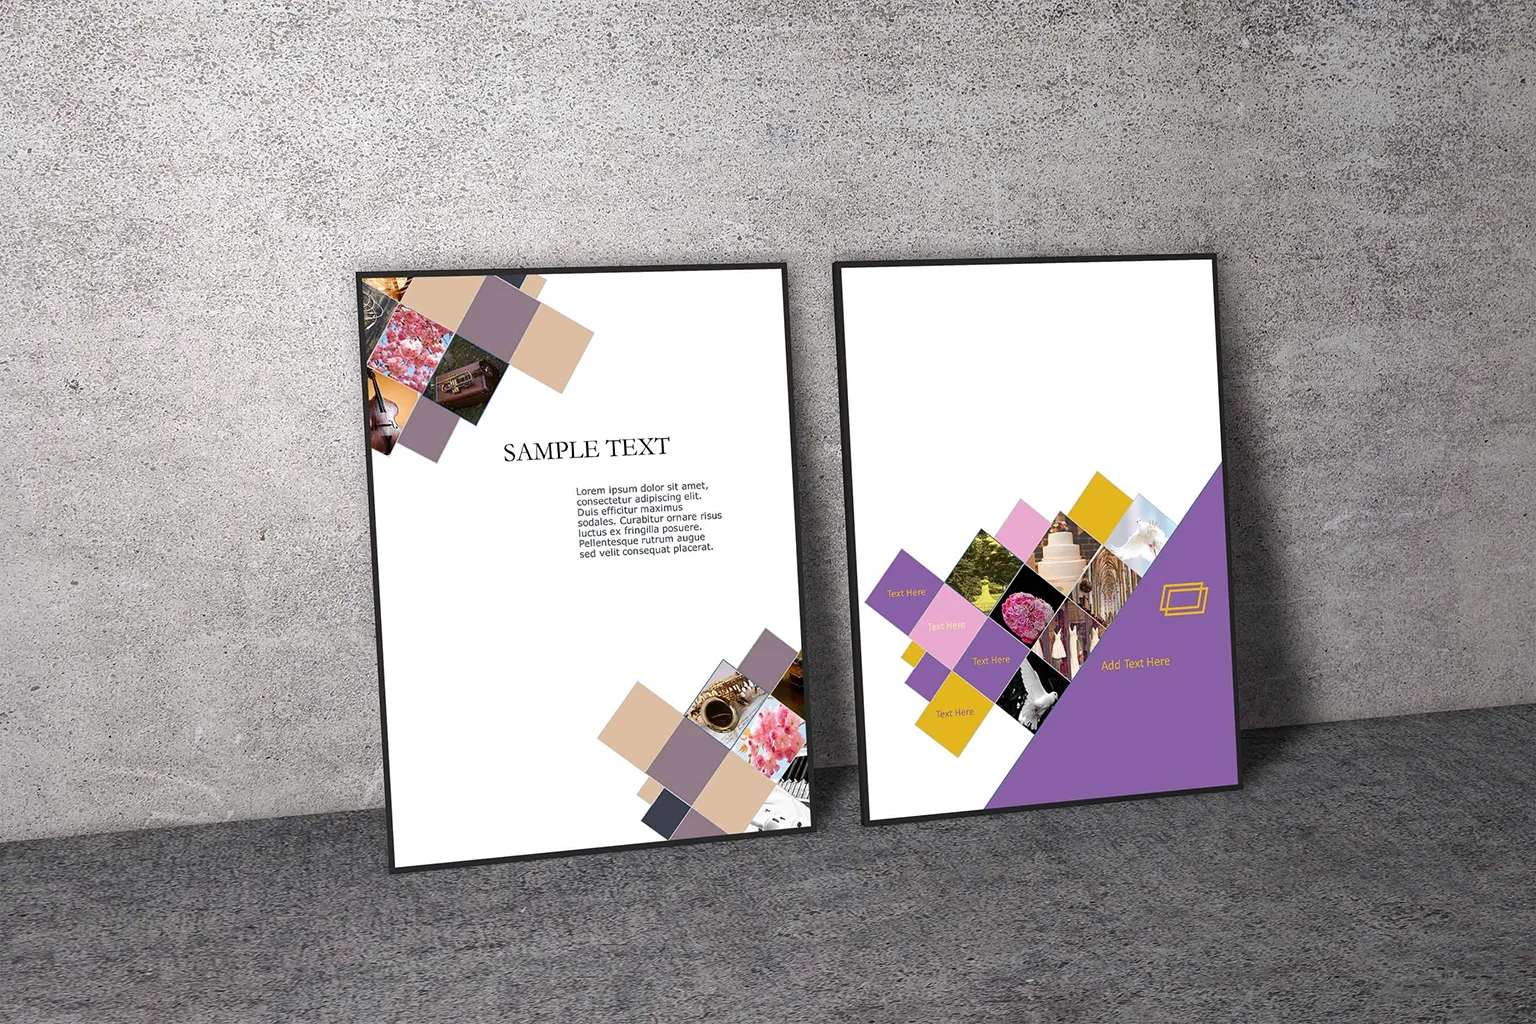 SAMPLE TEXT
Lorem ipsum dolor sit amet,
consectetur adipiscing elit.
Duis efficitur maximus
sodales. Curabitur ornare risus
luctus ex fringilla posuere.
Pellentesque rutrum augue
sed velit consequat placerat.
Text Here
Text Here
Text Here
Text Here
Add Text Here